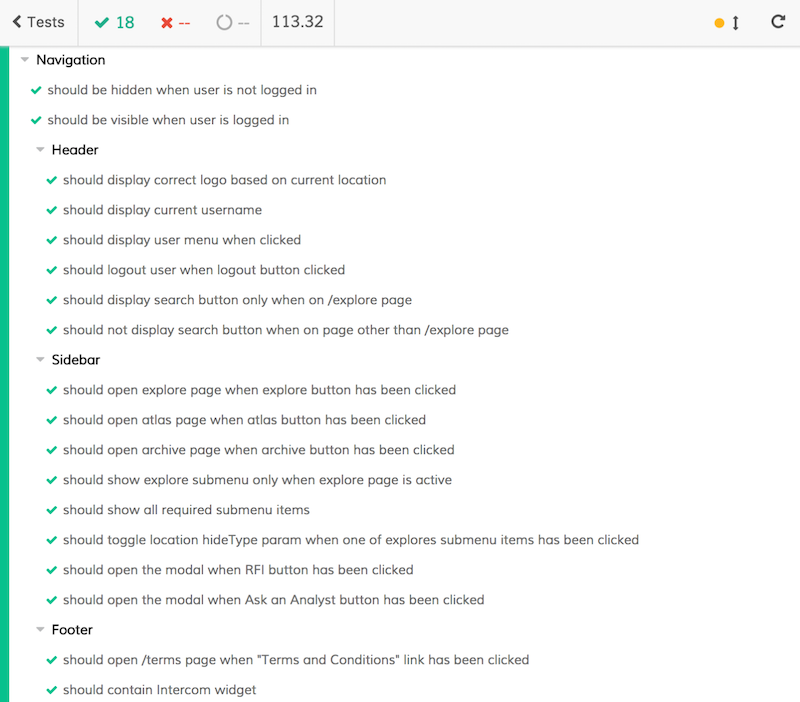 Tests 18 -- -- 113.32
Navigation
should be hidden when user is not logged in
should be visible when user is logged in
Header
should display correct logo based on current location
should display current username
should display user menu when clicked
should logout user when logout button clicked
should display search button only when on /explore page
should not display search button when on page other than /explore page
Sidebar
should open explore page when explore button has been clicked
should open atlas page when atlas button has been clicked
should open archive page when archive button has been clicked
should show explore submenu only when explore page is active
should show all required submenu items
should toggle location hideType param when one of explores submenu items has been clicked
should open the modal when RFI button has been clicked
should open the modal when Ask an Analyst button has been clicked
Footer
should open /terms page when "Terms and Conditions" link has been clicked
should contain Intercom widget